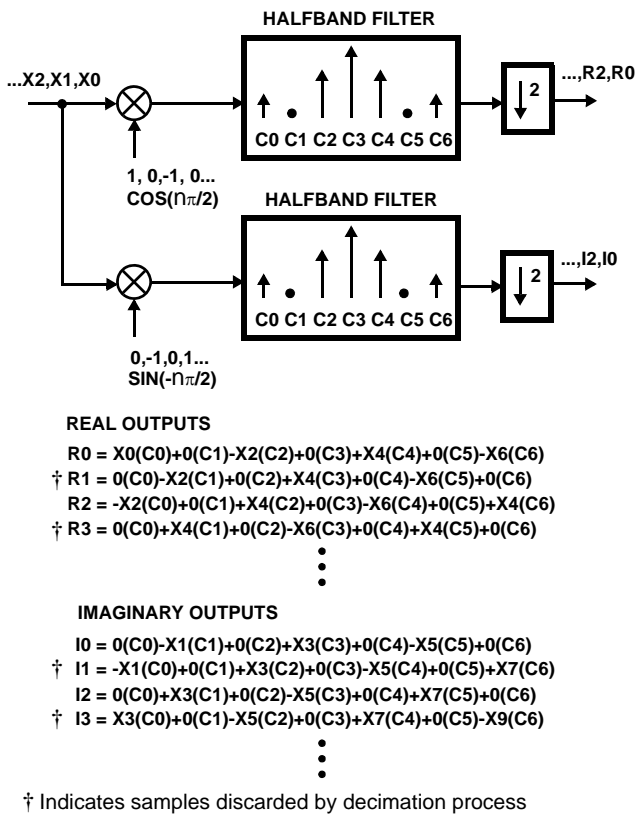 HALFBAND FILTER
...X2,X1,X0
2
...,R2,R0
C0 C1 C2 C3 C4 C5 C6
1, 0,-1, 0...
COS(nπ/2)
HALFBAND FILTER
2
...,I2,I0
C0 C1 C2 C3 C4 C5 C6
0,-1,0,1...
SIN(-nπ/2)
REAL OUTPUTS
R0 = X0(C0)+0(C1)-X2(C2)+0(C3)+X4(C4)+0(C5)-X6(C6)
† R1 = 0(C0)-X2(C1)+0(C2)+X4(C3)+0(C4)-X6(C5)+0(C6)
R2 = -X2(C0)+0(C1)+X4(C2)+0(C3)-X6(C4)+0(C5)+X4(C6)
† R3 = 0(C0)+X4(C1)+0(C2)-X6(C3)+0(C4)+X4(C5)+0(C6)
IMAGINARY OUTPUTS
I0 = 0(C0)-X1(C1)+0(C2)+X3(C3)+0(C4)-X5(C5)+0(C6)
† I1 = -X1(C0)+0(C1)+X3(C2)+0(C3)-X5(C4)+0(C5)+X7(C6)
I2 = 0(C0)+X3(C1)+0(C2)-X5(C3)+0(C4)+X7(C5)+0(C6)
† I3 = X3(C0)+0(C1)-X5(C2)+0(C3)+X7(C4)+0(C5)-X9(C6)
† Indicates samples discarded by decimation process